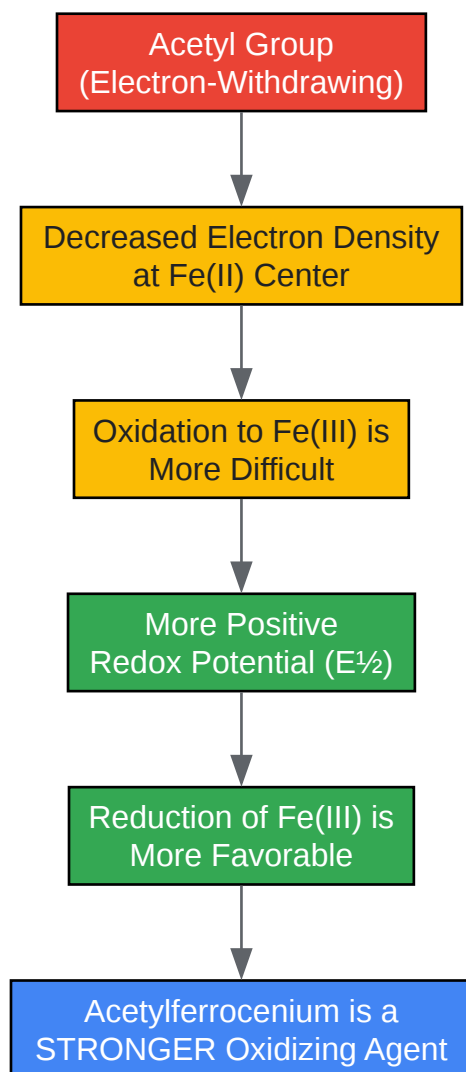 Acetyl Group
(Electron-Withdrawing)
Decreased Electron Density
at Fe(II) Center
Oxidation to Fe(III) is
More Difficult
More Positive
Redox Potential (E½)
Reduction of Fe(III) is
More Favorable
Acetylferrocenium is a
STRONGER Oxidizing Agent